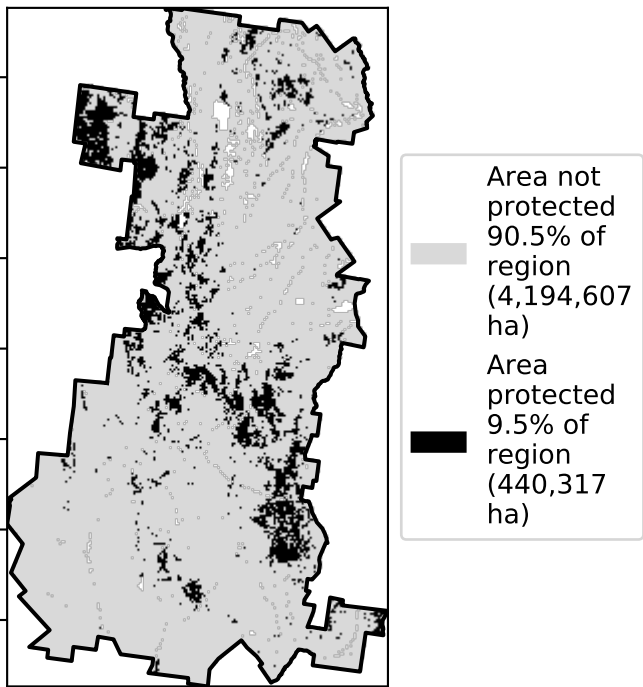 Area not
protected
90.5% of
region
(4,194,607
ha)
Area
protected
9.5% of
region
(440,317
ha)